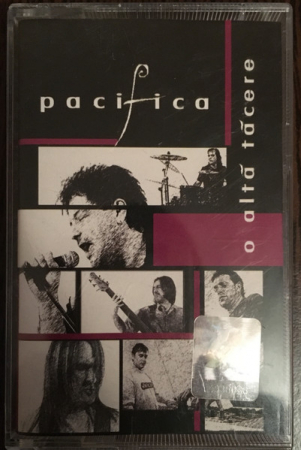 pacifica
o altă tăcere